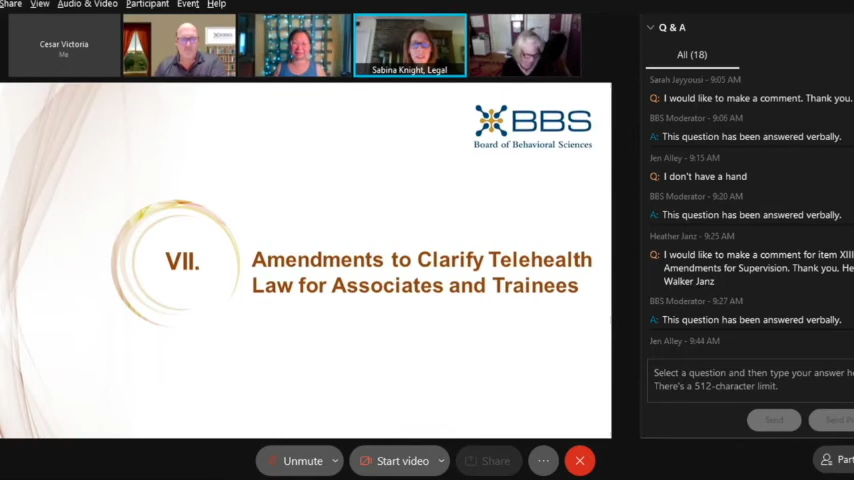 Share View Audio & Video Participant Event Help
Cesar Victoria
Me
Sabina Knight, Legal
BBS
Board of Behavioral Sciences
VII.
Amendments to Clarify Telehealth
Law for Associates and Trainees
Q & A
All (18)
Sarah Jayyousi - 9:05 AM
Q: I would like to make a comment. Thank you.
BBS Moderator - 9:06 AM
A: This question has been answered verbally.
Jen Alley - 9:15 AM
Q: I don't have a hand
BBS Moderator - 9:20 AM
A: This question has been answered verbally.
Heather Janz - 9:25 AM
Q: I would like to make a comment for item XIII
Amendments for Supervision. Thank you. He
Walker Janz
BBS Moderator - 9:27 AM
A: This question has been answered verbally.
Jen Alley - 9:44 AM
Select a question and then type your answer he
There's a 512-character limit.
Send
Send Pr
Unmute
Start video
Share
Part